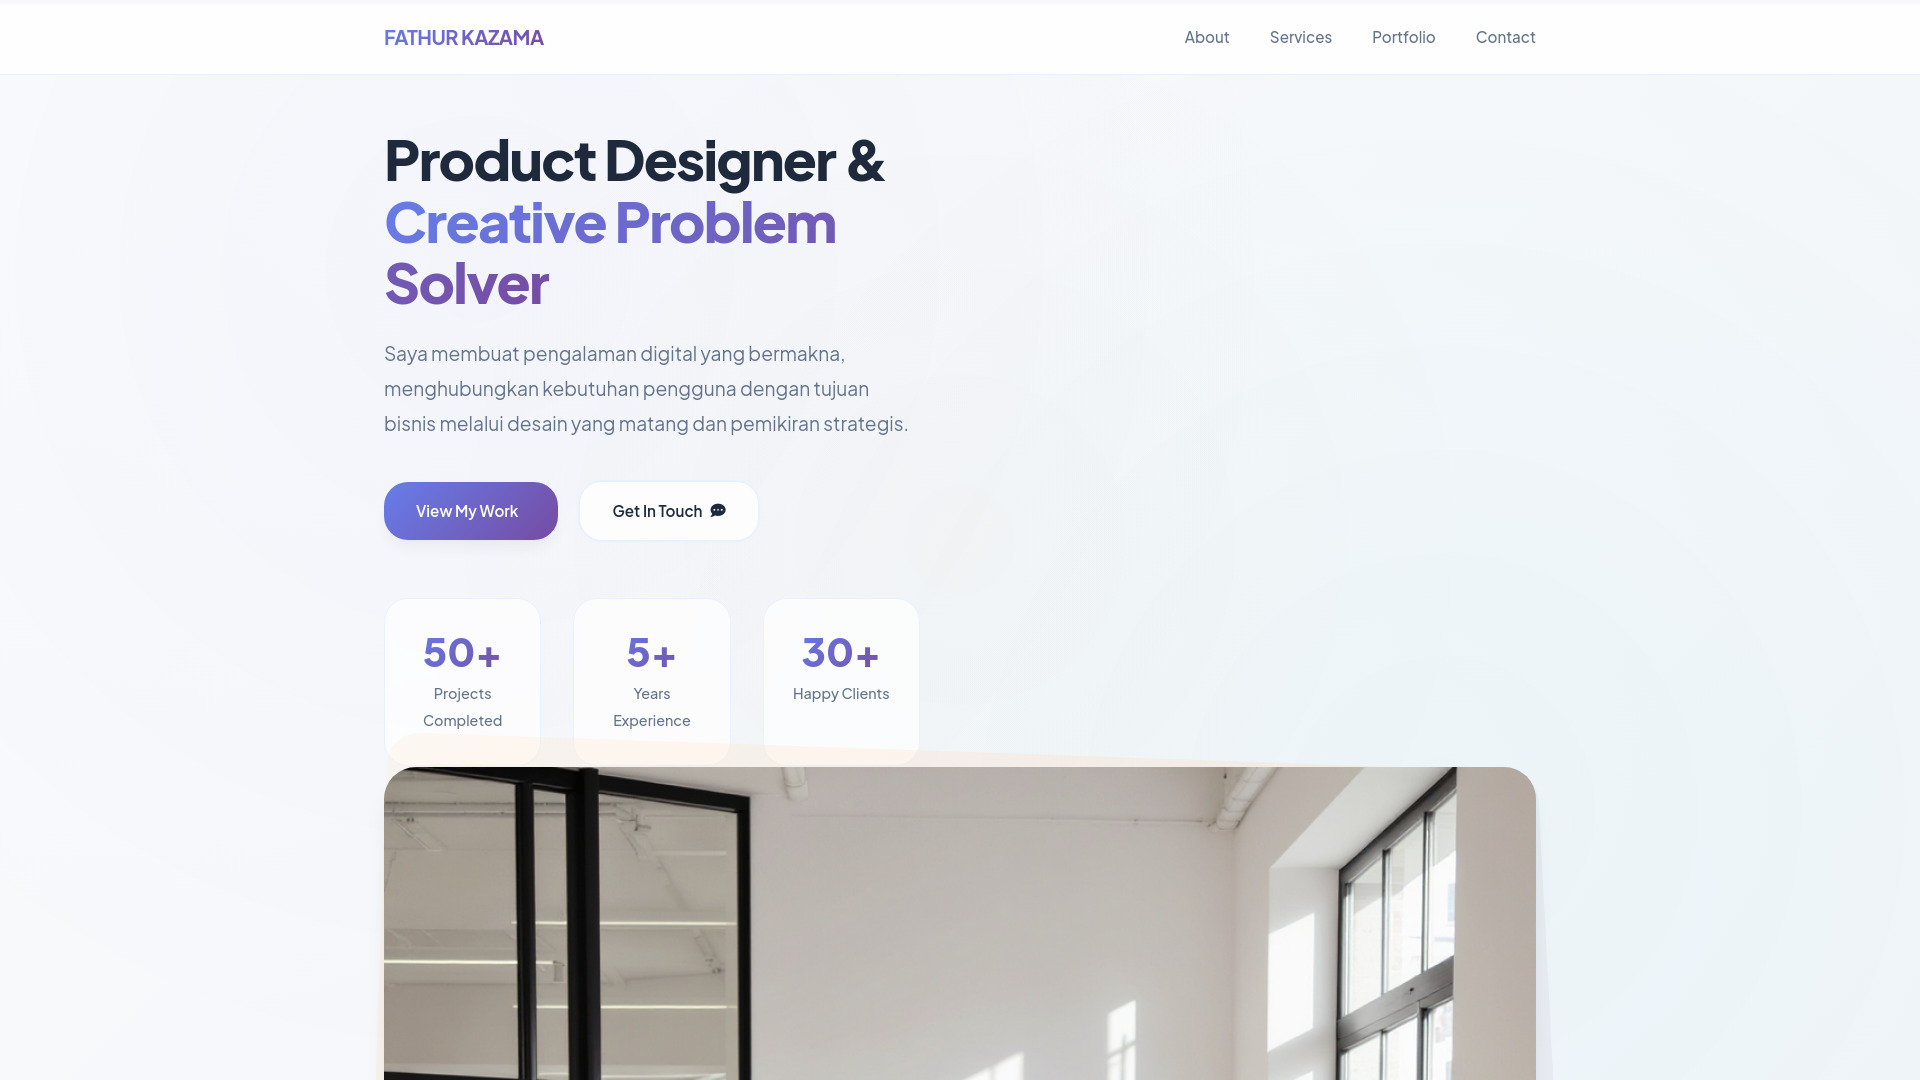 FATHUR KAZAMA
About
Services
Portfolio
Contact
Product Designer &
Creative Problem
Solver
Saya membuat pengalaman digital yang bermakna,
menghubungkan kebutuhan pengguna dengan tujuan
bisnis melalui desain yang matang dan pemikiran strategis.
View My Work
Get In Touch
50+
Projects
Completed
5+
Years
Experience
30+
Happy Clients